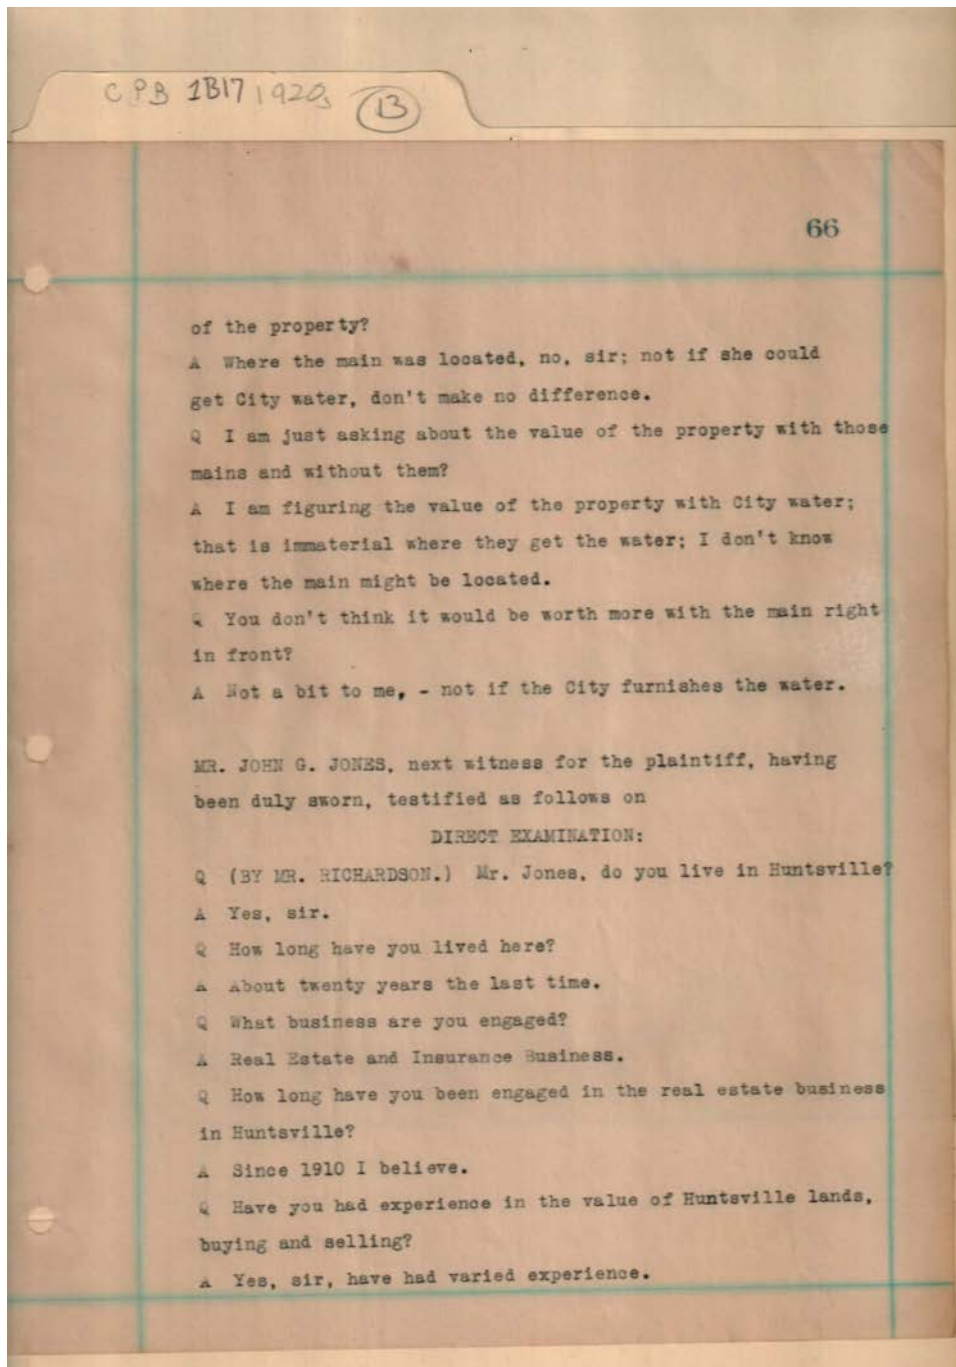 CPB 1B17 1920s 13
66
of the property?
A Where the main was located, no, sir; not if she could
get City water, don't make no difference.
Q I am just asking about the value of the property with those
mains and without them?
A I am figuring the value of the property with City water;
that is immaterial where they get the water; I don't know
where the main might be located.
Q You don't think it would be worth more with the main right
in front?
A Not a bit to me, - not if the City furnishes the water.
MR. JOHN G. JONES, next witness for the plaintiff, having
been duly sworn, testified as follows on
DIRECT EXAMINATION:
Q (BY MR. RICHARDSON.) Mr. Jones, do you live in Huntsville?
A Yes, sir.
Q How long have you lived here?
A About twenty years the last time.
Q What business are you engaged?
A Real Estate and Insurance Business.
Q How long have you been engaged in the real estate business
in Huntsville?
A Since 1910 I believe.
Q Have you had experience in the value of Huntsville lands,
buying and selling?
A Yes, sir, have had varied experience.